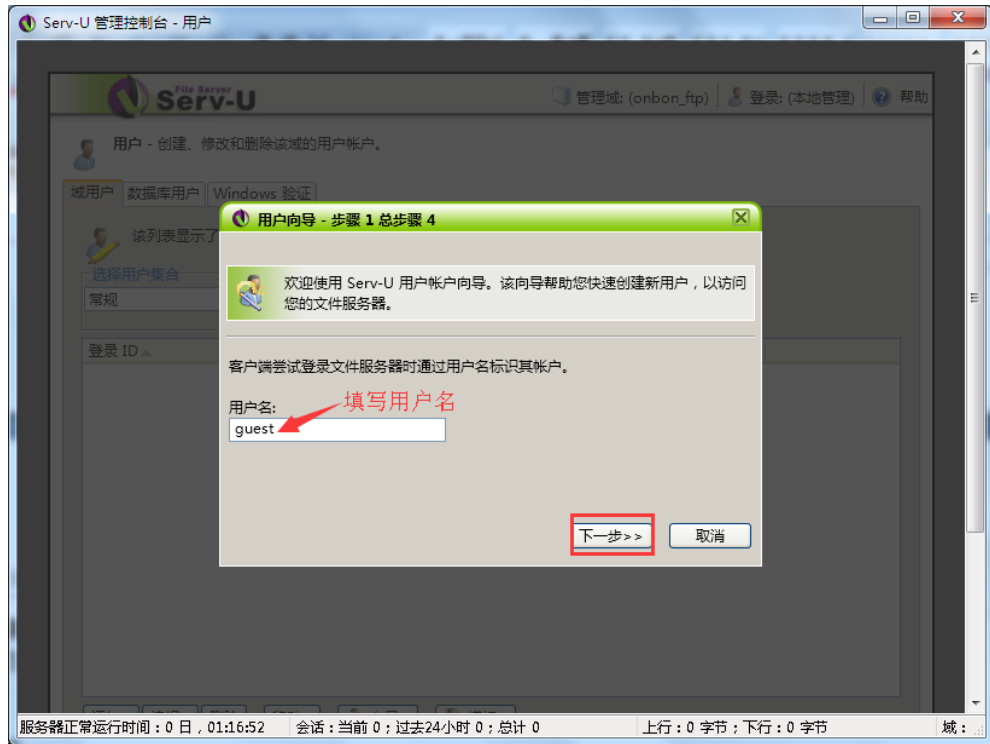 Serv-U 管理控制台 - 用户
File Server
Serv-U
管理域: (onbon_ftp)
登录: (本地管理)
帮助
用户 - 创建、修改和删除该域的用户帐户。
域用户
数据库用户
Windows 验证
该列表显示了
选择用户集合
常规
登录 ID
用户向导 - 步骤 1 总步骤 4
欢迎使用 Serv-U 用户帐户向导。该向导帮助您快速创建新用户，以访问
您的文件服务器。
客户端尝试登录文件服务器时通过用户名标识其帐户。
用户名:
填写用户名
guest
下一步>>
取消
服务器正常运行时间：0 日，01:16:52
会话：当前 0；过去24小时 0；总计 0
上行：0 字节；下行：0 字节
域：